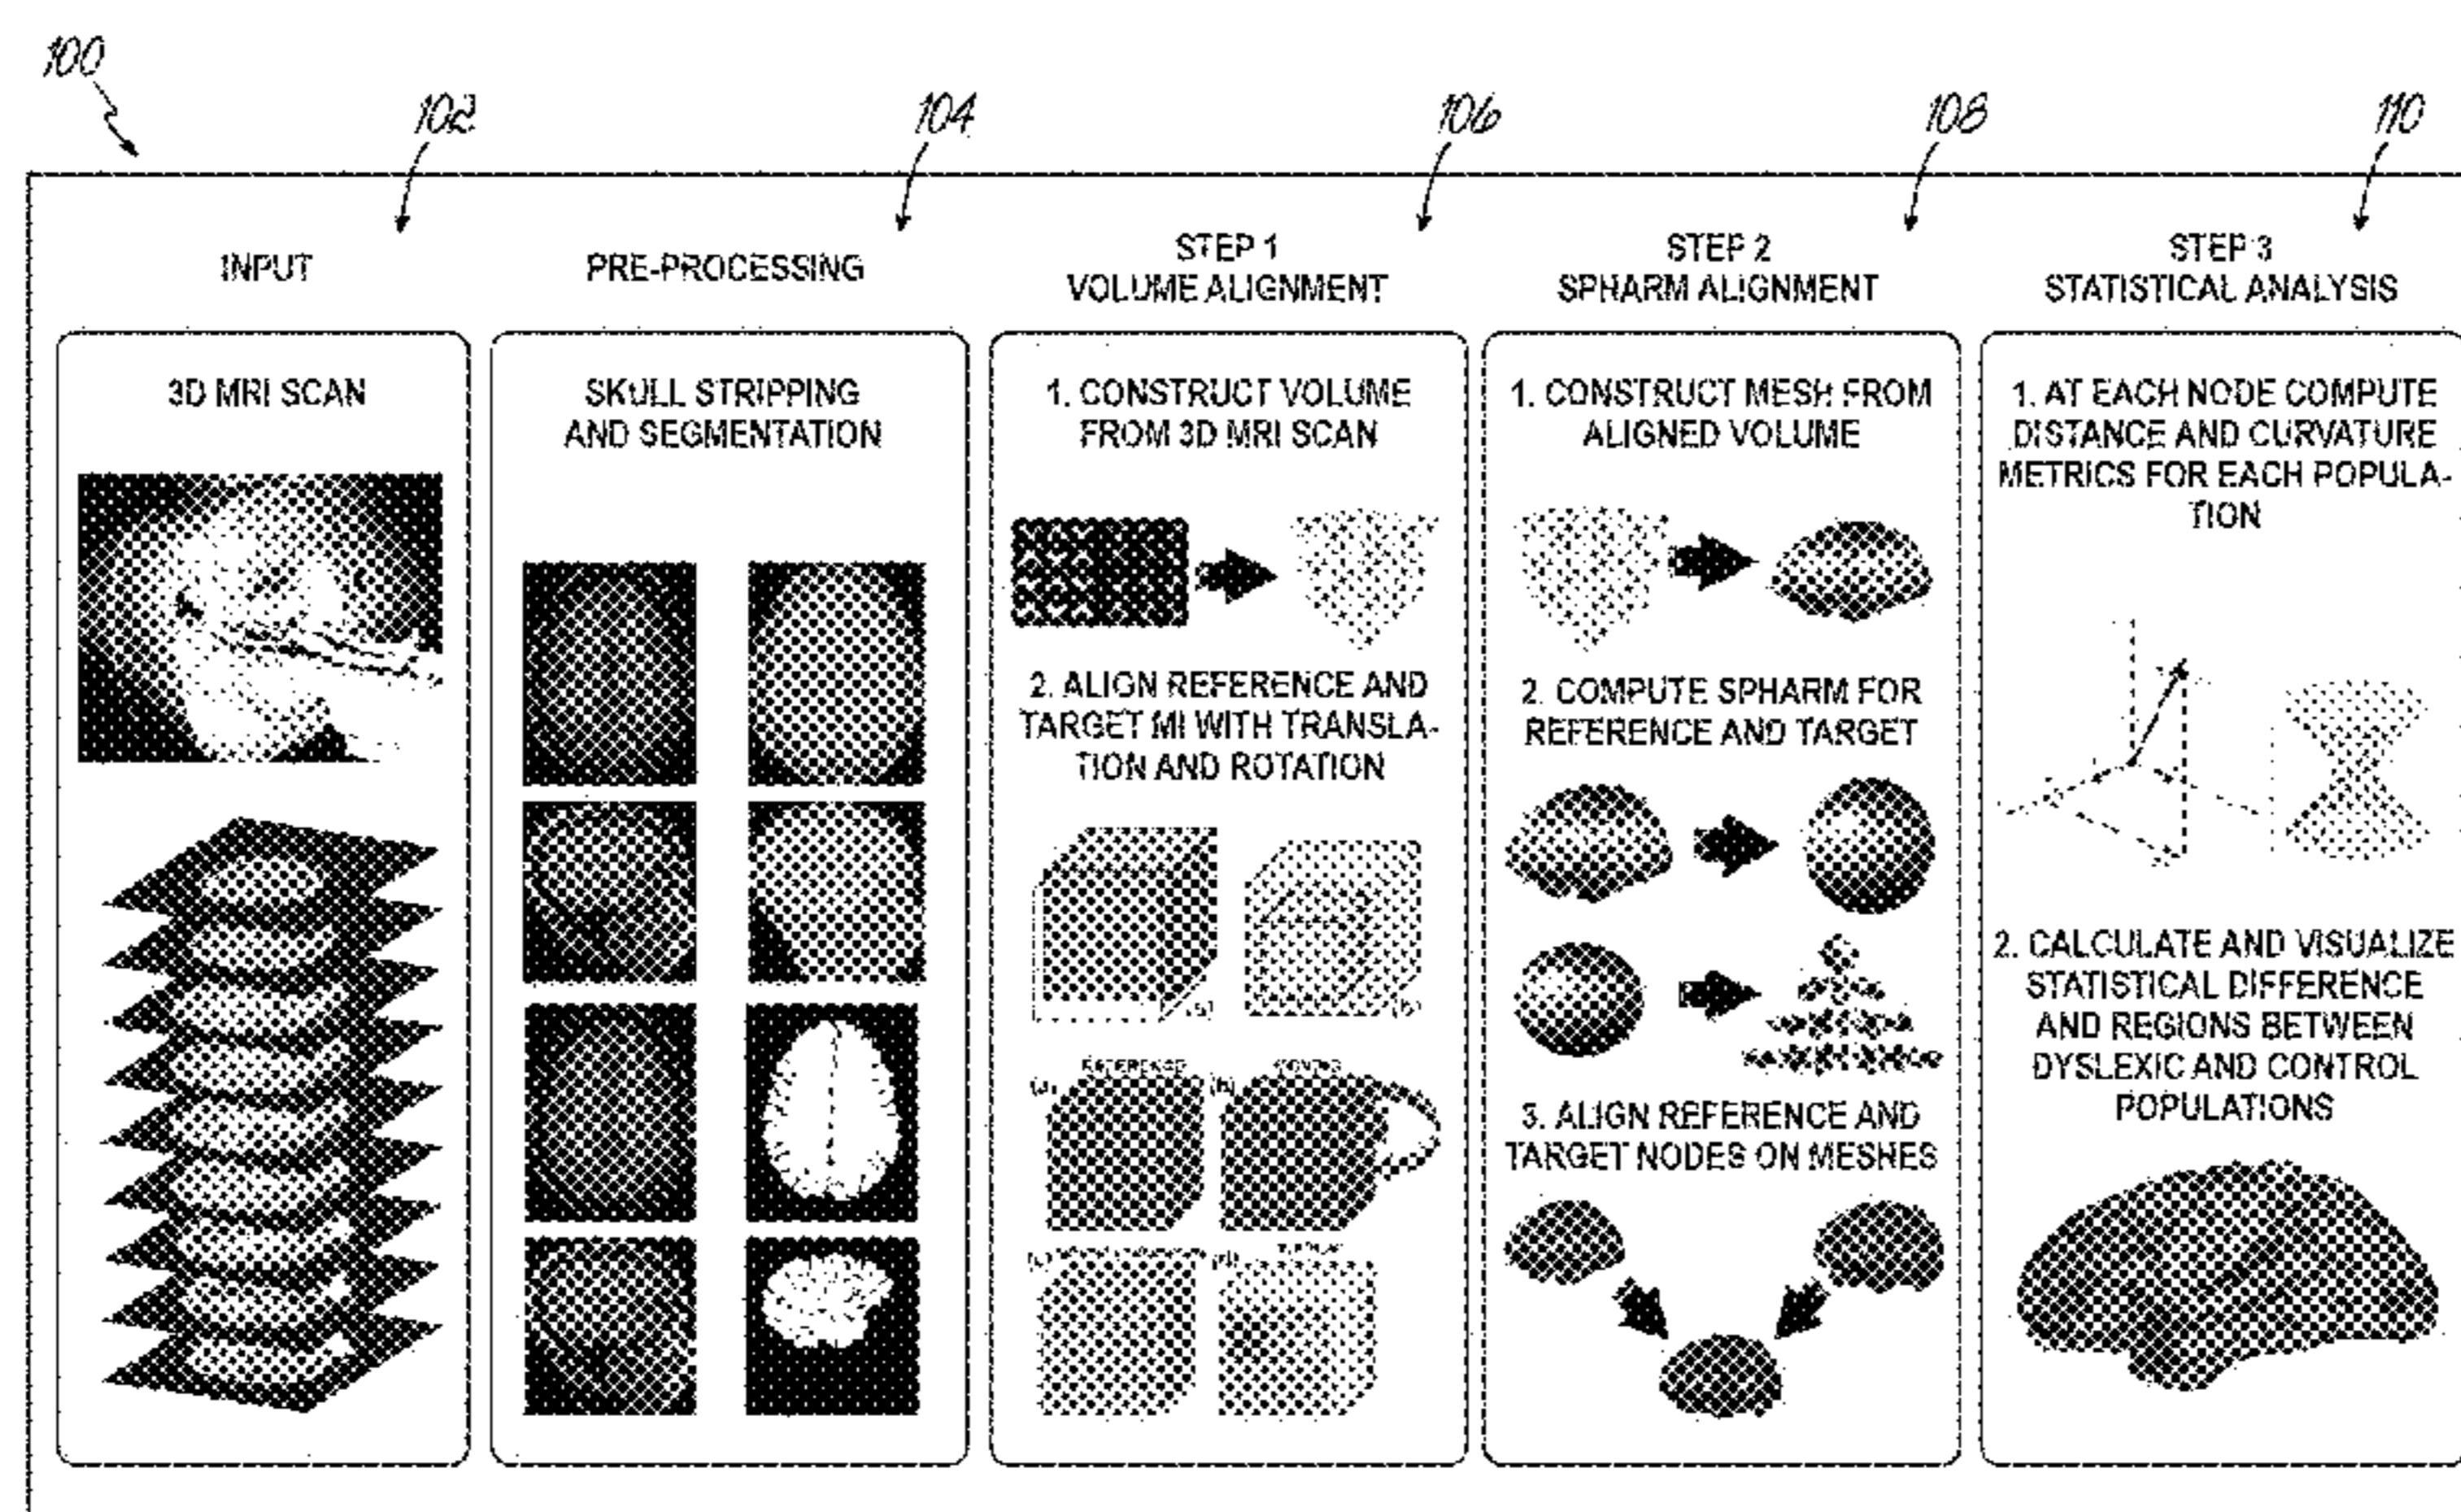 100
102
104
106
108
110
INPUT
3D MRI SCAN
PRE-PROCESSING
SKULL STRIPPING
AND SEGMENTATION
STEP 1
VOLUME ALIGNMENT
1. CONSTRUCT VOLUME
FROM 3D MRI SCAN
2. ALIGN REFERENCE AND
TARGET MI WITH TRANSLA-
TION AND ROTATION
(a)
(b)
REFERENCE
MOVING
(a)
(b)
(c)
(d)
STEP 2
SPHARM ALIGNMENT
1. CONSTRUCT MESH FROM
ALIGNED VOLUME
2. COMPUTE SPHARM FOR
REFERENCE AND TARGET
3. ALIGN REFERENCE AND
TARGET NODES ON MESHES
STEP 3
STATISTICAL ANALYSIS
1. AT EACH NODE COMPUTE
DISTANCE AND CURVATURE
METRICS FOR EACH POPULA-
TION
2. CALCULATE AND VISUALIZE
STATISTICAL DIFFERENCE
AND REGIONS BETWEEN
DYSLEXIC AND CONTROL
POPULATIONS